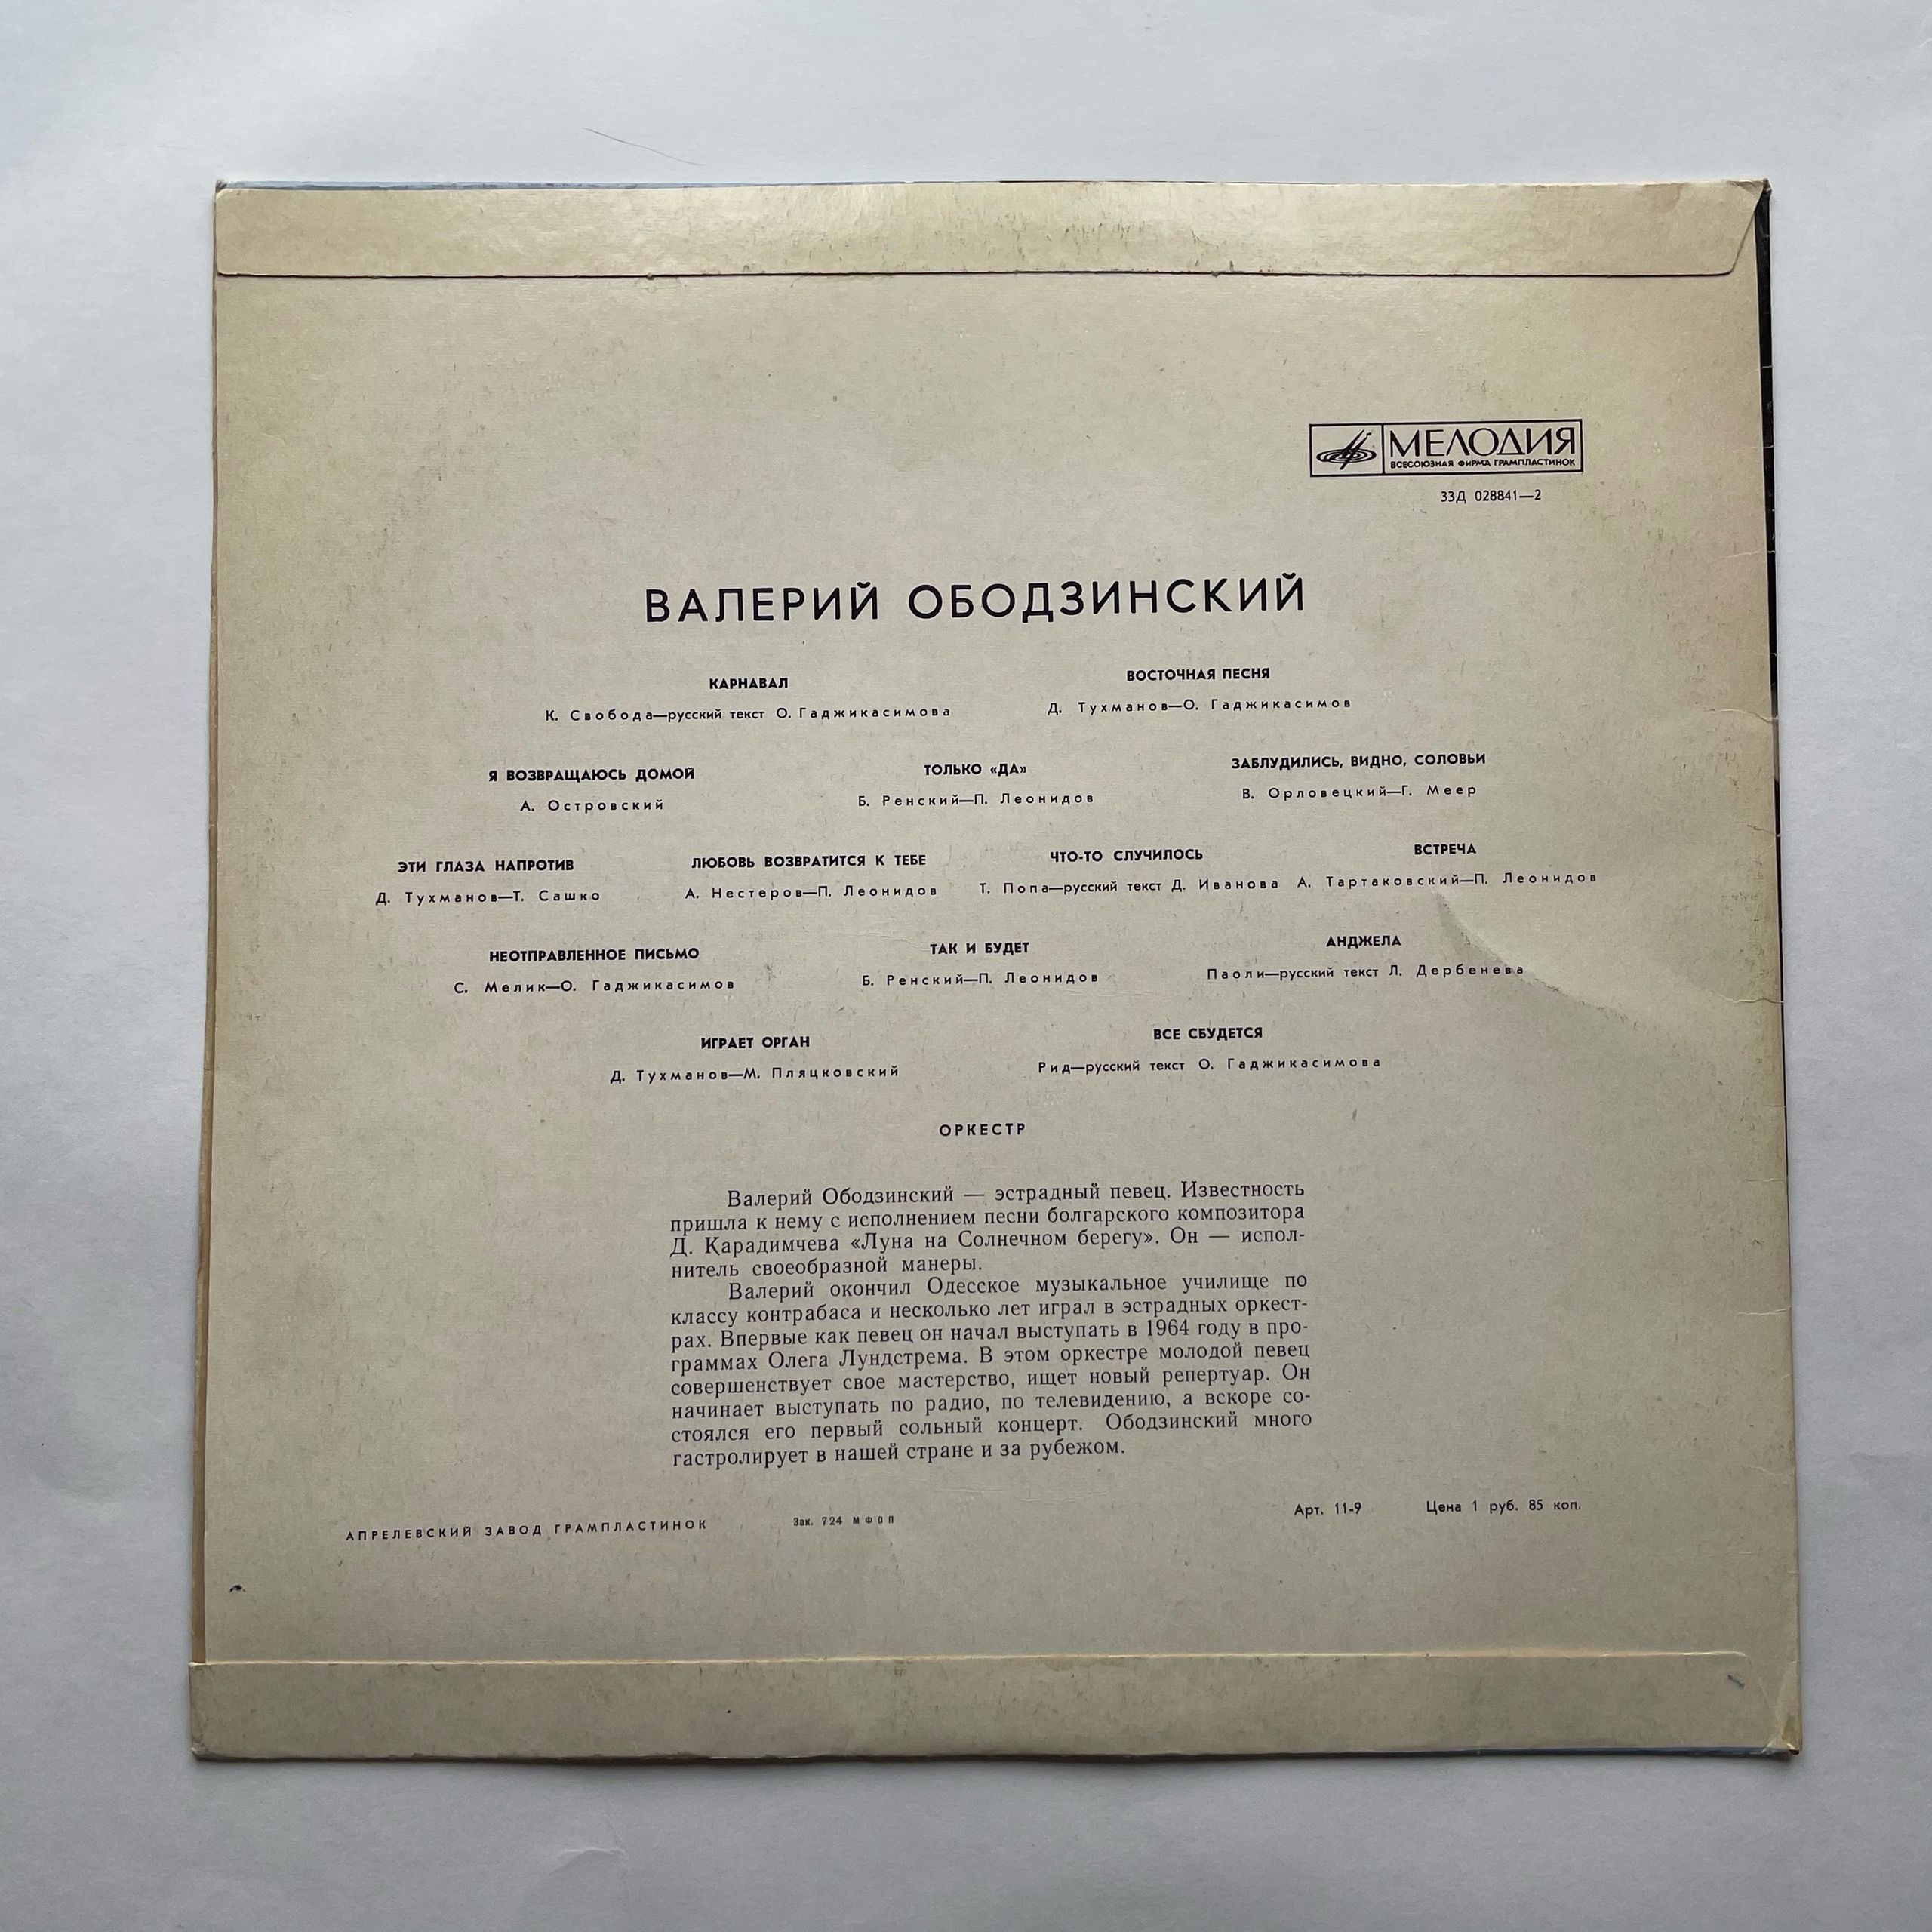 МЕЛОДИЯ
ВСЕСОЮЗНАЯ ФИРМА ГРАМПЛАСТИНОК
33Д 028841—2
ВАЛЕРИЙ ОБОДЗИНСКИЙ
КАРНАВАЛ ВОСТОЧНАЯ ПЕСНЯ
К. Свобода—русский текст О. Гаджикасимова Д. Тухманов—О. Гаджикасимов
Я ВОЗВРАЩАЮСЬ ДОМОЙ ТОЛЬКО «ДА» ЗАБЛУДИЛИСЬ, ВИДНО, СОЛОВЬИ
А. Островский Б. Ренский—П. Леонидов В. Орловецкий—Г. Меер
ЭТИ ГЛАЗА НАПРОТИВ ЛЮБОВЬ ВОЗВРАТИТСЯ К ТЕБЕ ЧТО-ТО СЛУЧИЛОСЬ ВСТРЕЧА
Д. Тухманов—Т. Сашко А. Нестеров—П. Леонидов Т. Попа—русский текст Д. Иванова А. Тартаковский—П. Леонидов
НЕОТПРАВЛЕННОЕ ПИСЬМО ТАК И БУДЕТ АНДЖЕЛА
С. Мелик—О. Гаджикасимов Б. Ренский—П. Леонидов Паоли—русский текст Л. Дербенева
ИГРАЕТ ОРГАН ВСЕ СБУДЕТСЯ
Д. Тухманов—М. Пляцковский Рид—русский текст О. Гаджикасимова
ОРКЕСТР
Валерий Ободзинский — эстрадный певец. Известность
пришла к нему с исполнением песни болгарского композитора
Д. Карадимчева «Луна на Солнечном берегу». Он — испол-
нитель своеобразной манеры.
Валерий окончил Одесское музыкальное училище по
классу контрабаса и несколько лет играл в эстрадных оркест-
рах. Впервые как певец он начал выступать в 1964 году в про-
граммах Олега Лундстрема. В этом оркестре молодой певец
совершенствует свое мастерство, ищет новый репертуар. Он
начинает выступать по радио, по телевидению, а вскоре со-
стоялся его первый сольный концерт. Ободзинский много
гастролирует в нашей стране и за рубежом.
АПРЕЛЕВСКИЙ ЗАВОД ГРАМПЛАСТИНОК Зак. 724 МФОП Арт. 11-9 Цена 1 руб. 85 коп.